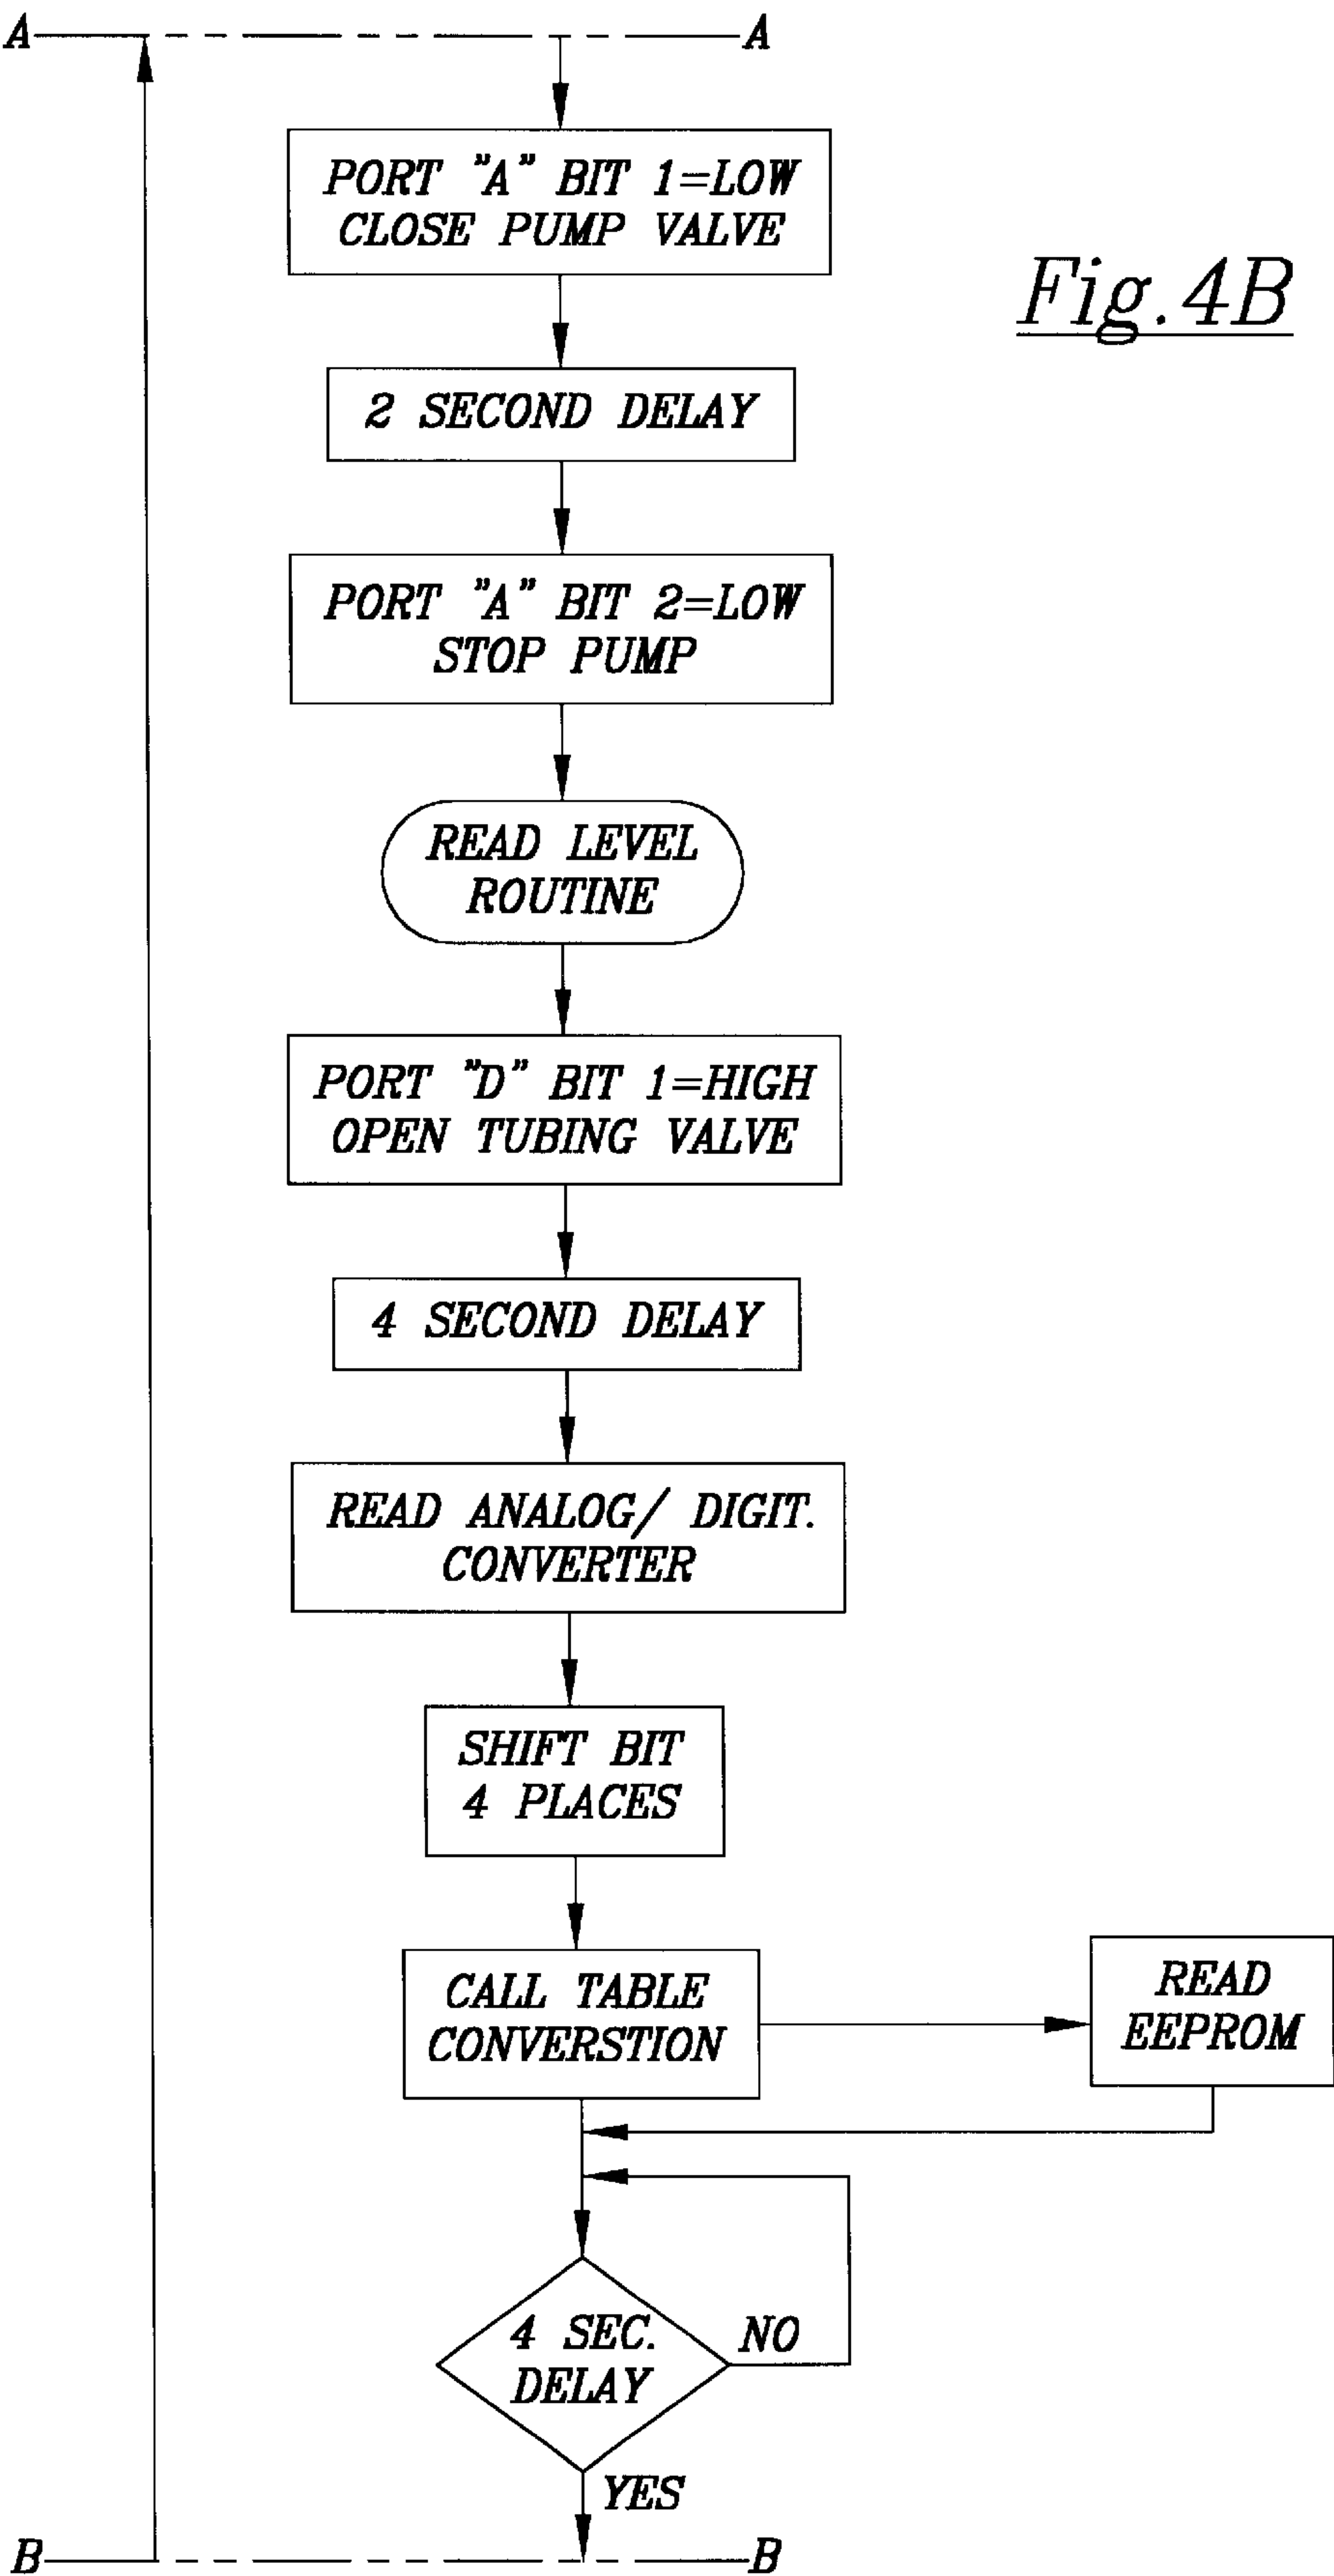 A A
PORT "A" BIT 1=LOW
CLOSE PUMP VALVE
Fig.4B
2 SECOND DELAY
PORT "A" BIT 2=LOW
STOP PUMP
READ LEVEL
ROUTINE
PORT "D" BIT 1=HIGH
OPEN TUBING VALVE
4 SECOND DELAY
READ ANALOG/ DIGIT.
CONVERTER
SHIFT BIT
4 PLACES
CALL TABLE
CONVERSTION
READ
EEPROM
4 SEC.
DELAY
NO
YES
B B